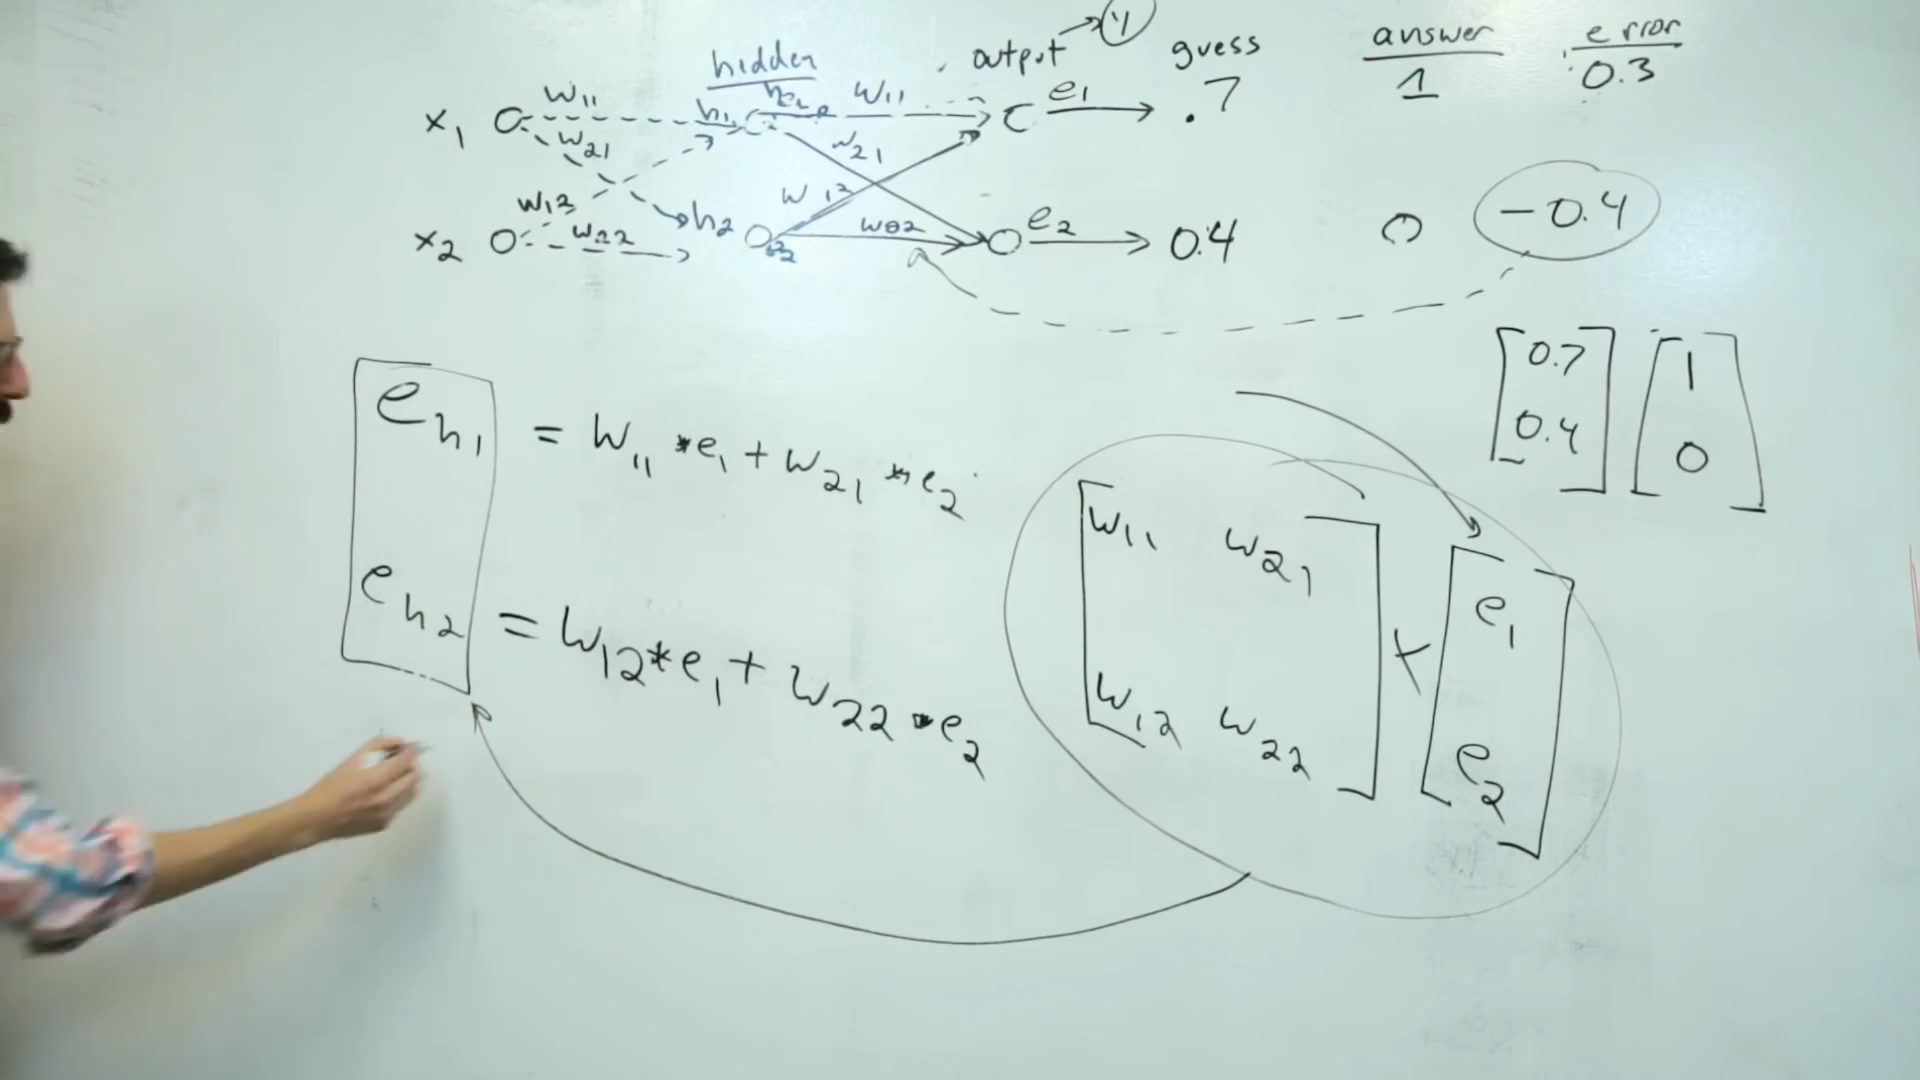 hidden output → y guess answer error
x1 w11 h1 w11 e1 .7 1 0.3
w21 w21
w12 w12
x2 w22 h2 w22 e2 0.4 0 -0.4
0.7 1
0.4 0
eh1 = w11 * e1 + w21 * e2
w11 w21
e1
eh2 = w12 * e1 + w22 * e2
×
w12 w22
e2